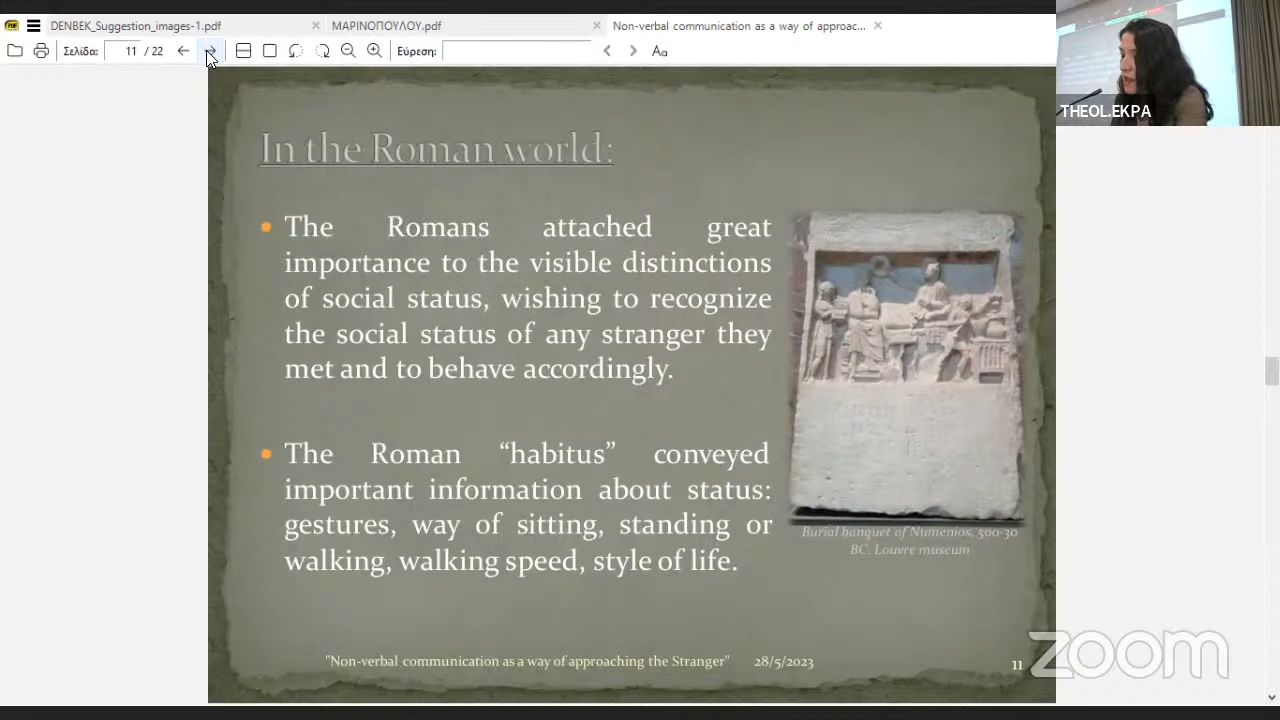 DENBEK_Suggestion_images-1.pdf
ΜΑΡΙΝΟΠΟΥΛΟΥ.pdf
Non-verbal communication as a way of approac...
Σελίδα: 11 / 22
Εύρεση:
Aα
THEOL.EKPA
In the Roman world:
• The Romans attached great
importance to the visible distinctions
of social status, wishing to recognize
the social status of any stranger they
met and to behave accordingly.
• The Roman “habitus” conveyed
important information about status:
gestures, way of sitting, standing or
walking, walking speed, style of life.
Burial banquet of Numenios, 500-30
BC. Louvre museum
"Non-verbal communication as a way of approaching the Stranger" 28/5/2023
11
zoom